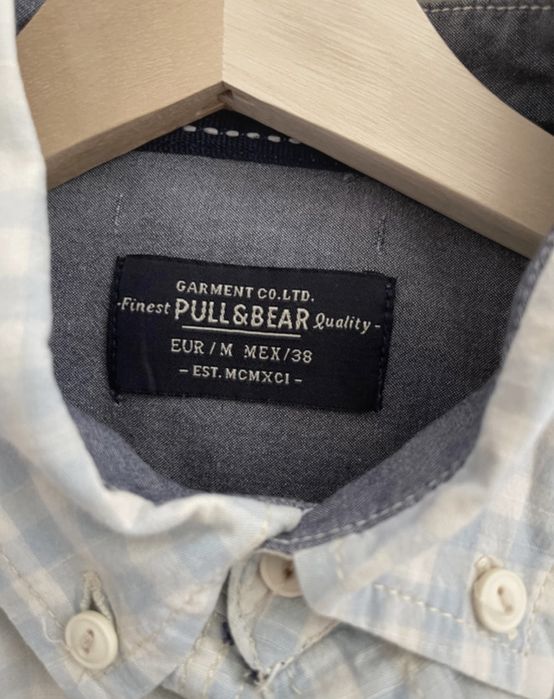 GARMENT CO.LTD.
-Finest PULL&BEAR Quality-
EUR/M MEX/38
- EST. MCMXCI -